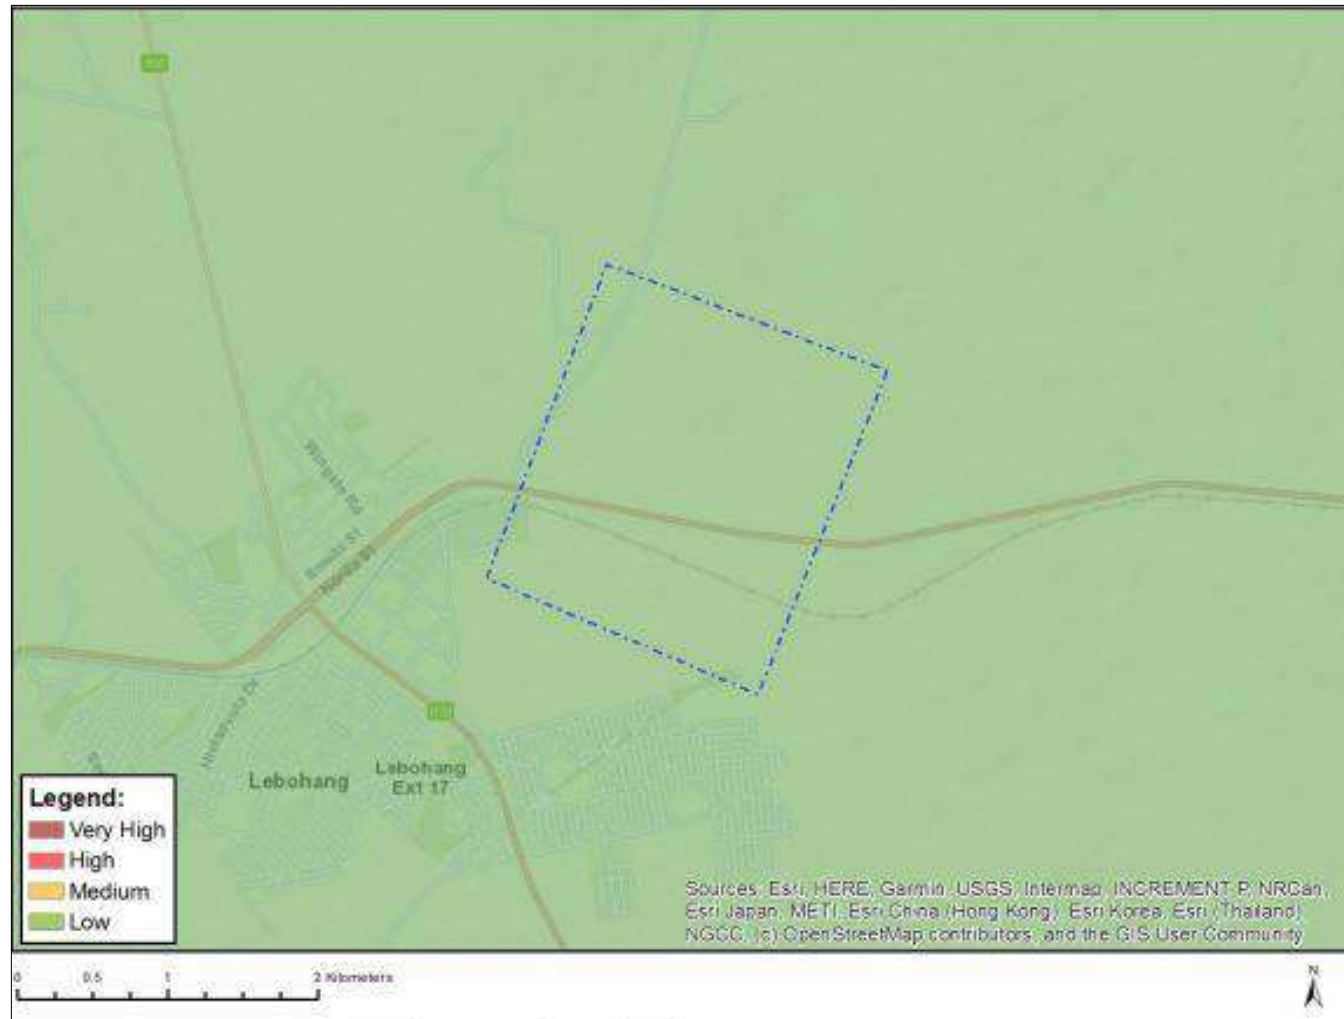 Wingate Rd
Lebohang
Lebohang
Ext 17
Legend:
Very High
High
Medium
Low
Sources: Esri, HERE, Garmin, USGS, Intermap, INCREMENT P, NRCan,
Esri Japan, METI, Esri China (Hong Kong), Esri Korea, Esri (Thailand),
NGCC, (c) OpenStreetMap contributors, and the GIS User Community
0 0.5 1 2 Kilometers
N